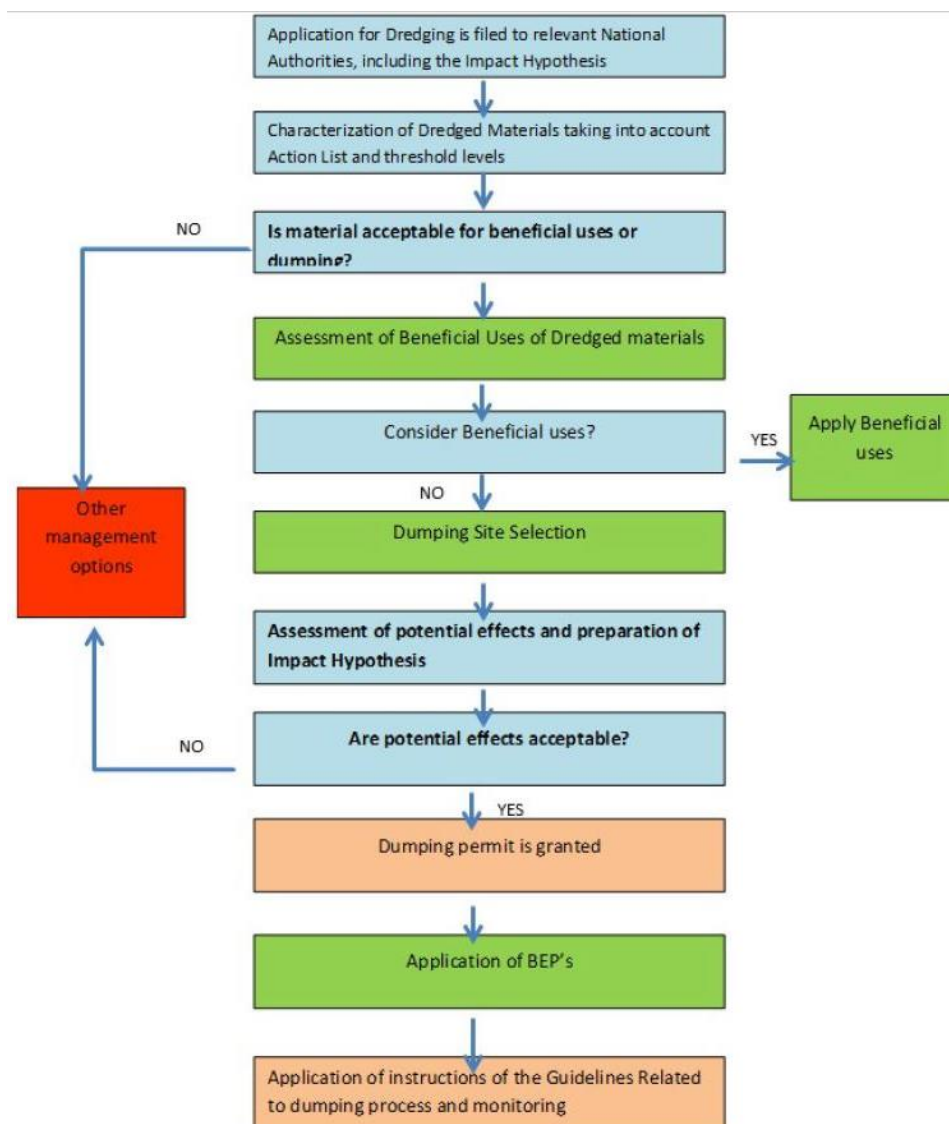 Application for Dredging is filed to relevant National
Authorities, including the Impact Hypothesis
Characterization of Dredged Materials taking into account
Action List and threshold levels
NO
Is material acceptable for beneficial uses or
dumping?
Assessment of Beneficial Uses of Dredged materials
Consider Beneficial uses?
YES
Apply Beneficial
uses
NO
Other
management
options
Dumping Site Selection
Assessment of potential effects and preparation of
Impact Hypothesis
Are potential effects acceptable?
NO
YES
Dumping permit is granted
Application of BEP's
Application of instructions of the Guidelines Related
to dumping process and monitoring